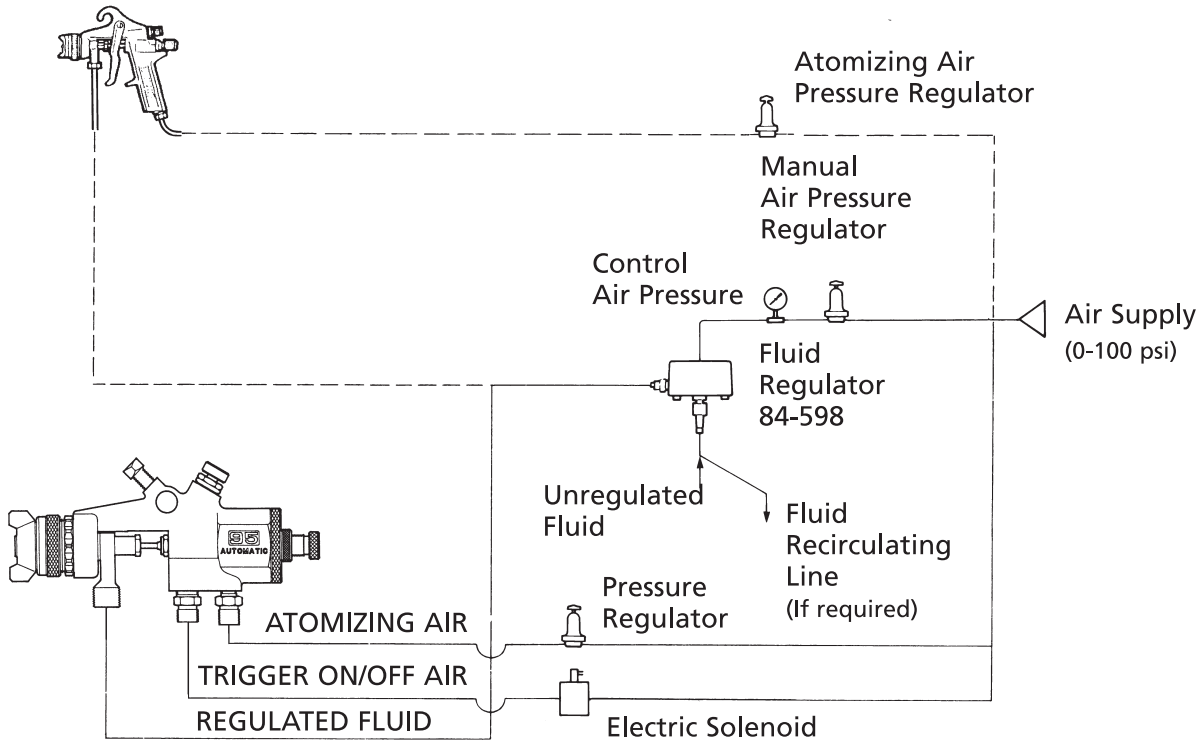 Atomizing Air
Pressure Regulator
Manual
Air Pressure
Regulator
Control
Air Pressure
Air Supply
(0-100 psi)
Fluid
Regulator
84-598
Unregulated
Fluid
Fluid
Recirculating
Line
(If required)
95
AUTOMATIC
Pressure
Regulator
ATOMIZING AIR
TRIGGER ON/OFF AIR
REGULATED FLUID
Electric Solenoid